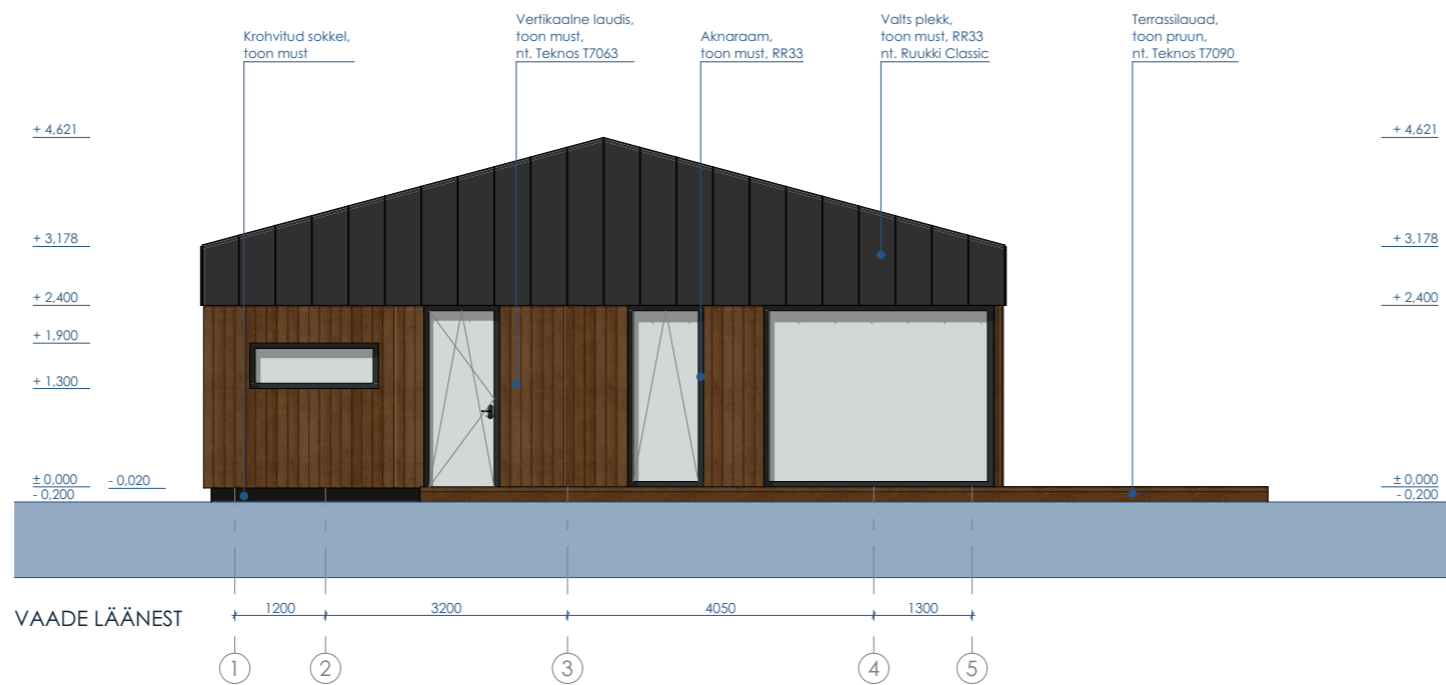 Krohvitud sokkel,
toon must
Vertikaalne laudis,
toon must,
nt. Teknos T7063
Aknaraam,
toon must, RR33
Valts plekk,
toon must, RR33
nt. Ruukki Classic
Terrassilauad,
toon pruun,
nt. Teknos T7090
+ 4,621
+ 4,621
+ 3,178
+ 3,178
+ 2,400
+ 2,400
+ 1,900
+ 1,300
± 0,000
- 0,020
± 0,000
- 0,200
- 0,200
VAADE LÄÄNEST
1200
3200
4050
1300
1
2
3
4
5